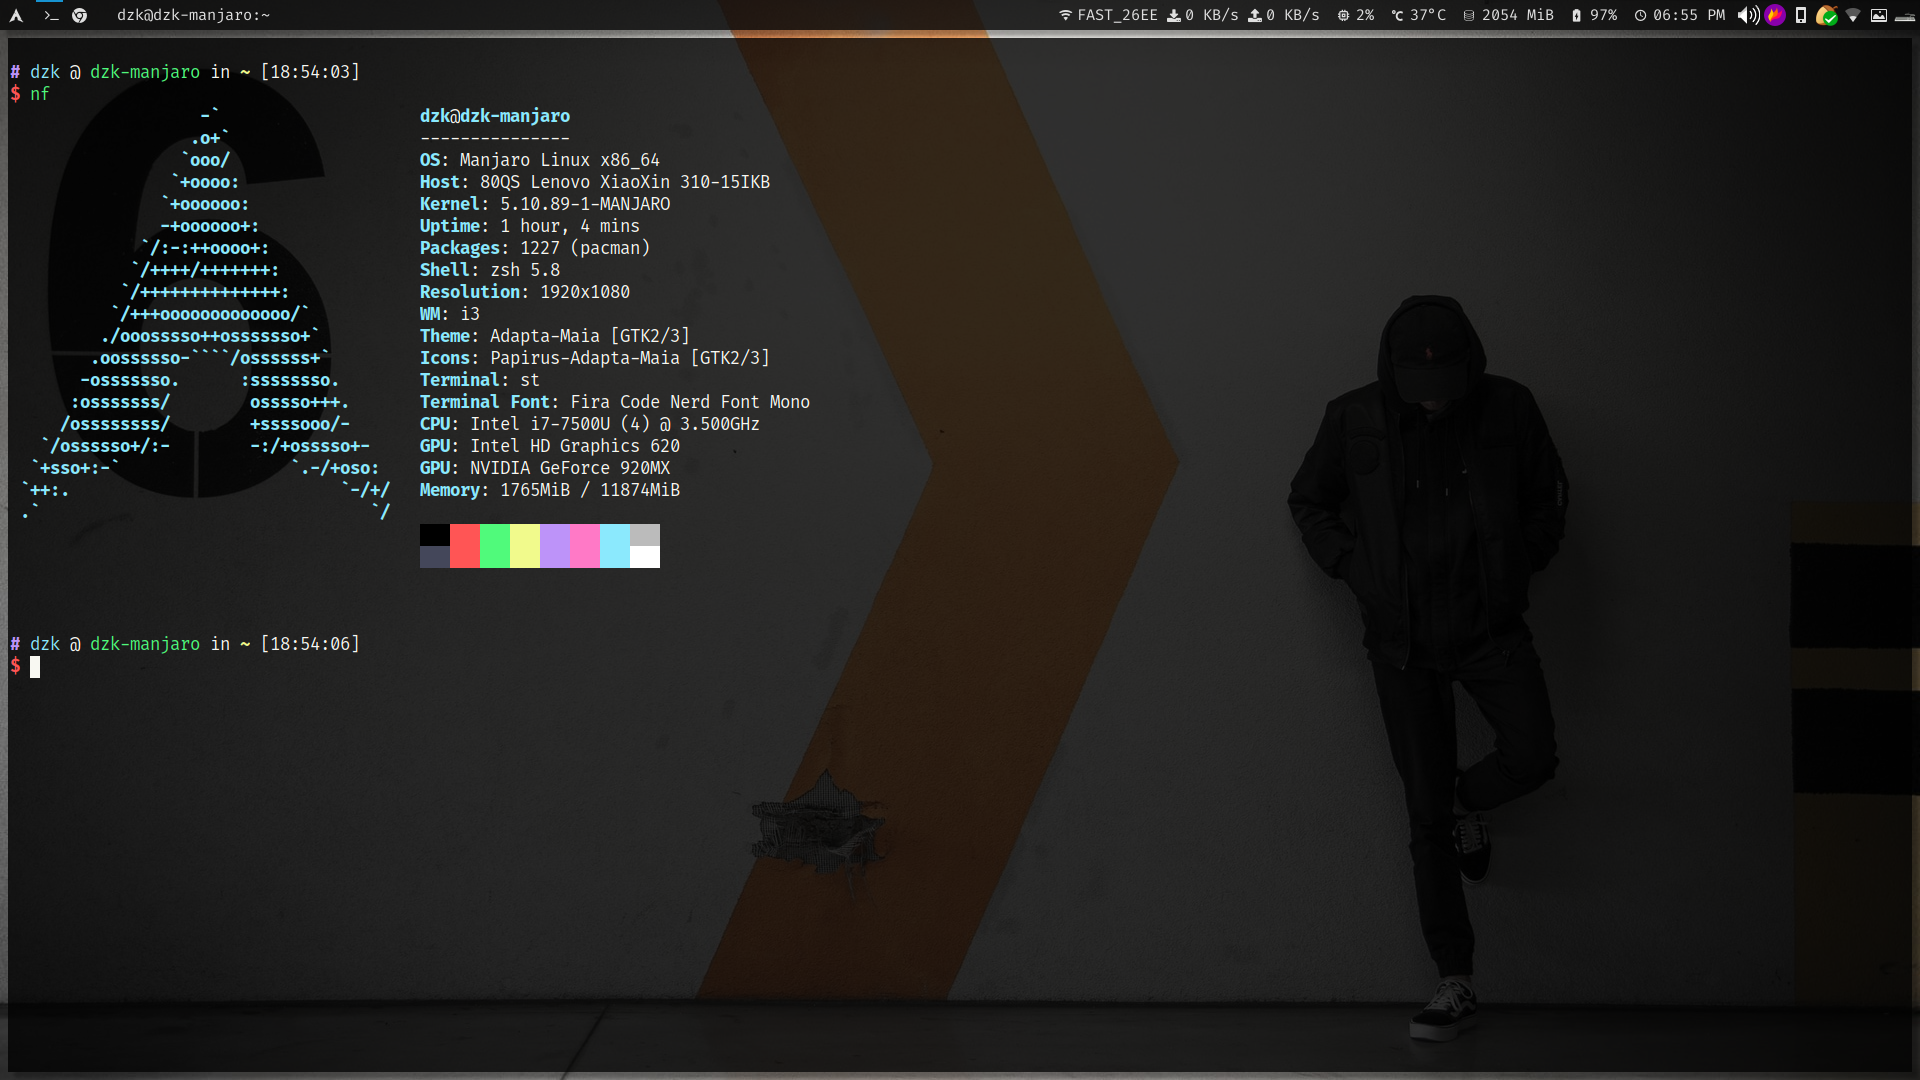 dzk@dzk-manjaro:~ FAST_26EE 0 KB/s 0 KB/s 2% ℃ 37°C 2054 MiB 97% 06:55 PM
# dzk @ dzk-manjaro in ~ [18:54:03]
$ nf
-` dzk@dzk-manjaro
.o+` ---------------
`ooo/ OS: Manjaro Linux x86_64
`+oooo: Host: 80QS Lenovo XiaoXin 310-15IKB
`+oooooo: Kernel: 5.10.89-1-MANJARO
-+oooooo+: Uptime: 1 hour, 4 mins
`/:-:++oooo+: Packages: 1227 (pacman)
`/++++/+++++++: Shell: zsh 5.8
`/++++++++++++++: Resolution: 1920x1080
`/+++ooooooooooooo/` WM: i3
./ooosssso++osssssso+` Theme: Adapta-Maia [GTK2/3]
.oossssso-````/ossssss+` Icons: Papirus-Adapta-Maia [GTK2/3]
-osssssso. :ssssssso. Terminal: st
:osssssss/ osssso+++. Terminal Font: Fira Code Nerd Font Mono
/ossssssss/ +ssssooo/- CPU: Intel i7-7500U (4) @ 3.500GHz
`/ossssso+/:- -:/+osssso+- GPU: Intel HD Graphics 620
`+sso+:-` `.-/+oso: GPU: NVIDIA GeForce 920MX
`++:. `-/+/ Memory: 1765MiB / 11874MiB
.` `/
# dzk @ dzk-manjaro in ~ [18:54:06]
$